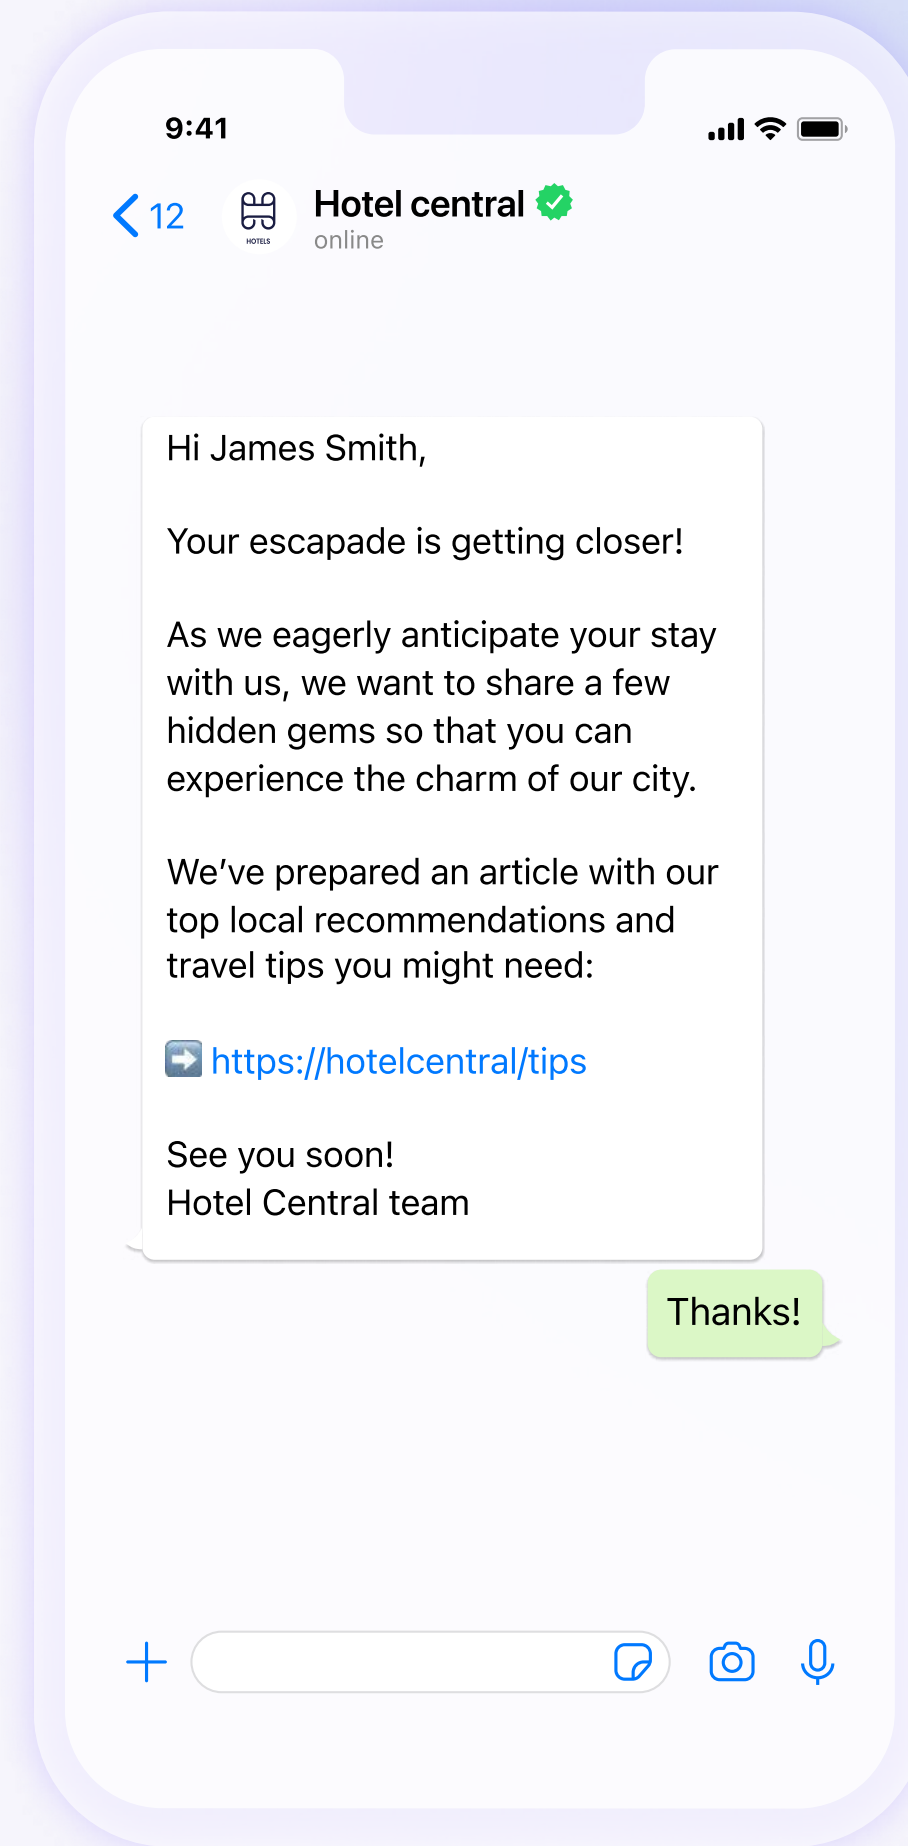 9:41
12
HOTELS
Hotel central
online
Hi James Smith,
Your escapade is getting closer!
As we eagerly anticipate your stay
with us, we want to share a few
hidden gems so that you can
experience the charm of our city.
We’ve prepared an article with our
top local recommendations and
travel tips you might need:
➡️ https://hotelcentral/tips
See you soon!
Hotel Central team
Thanks!